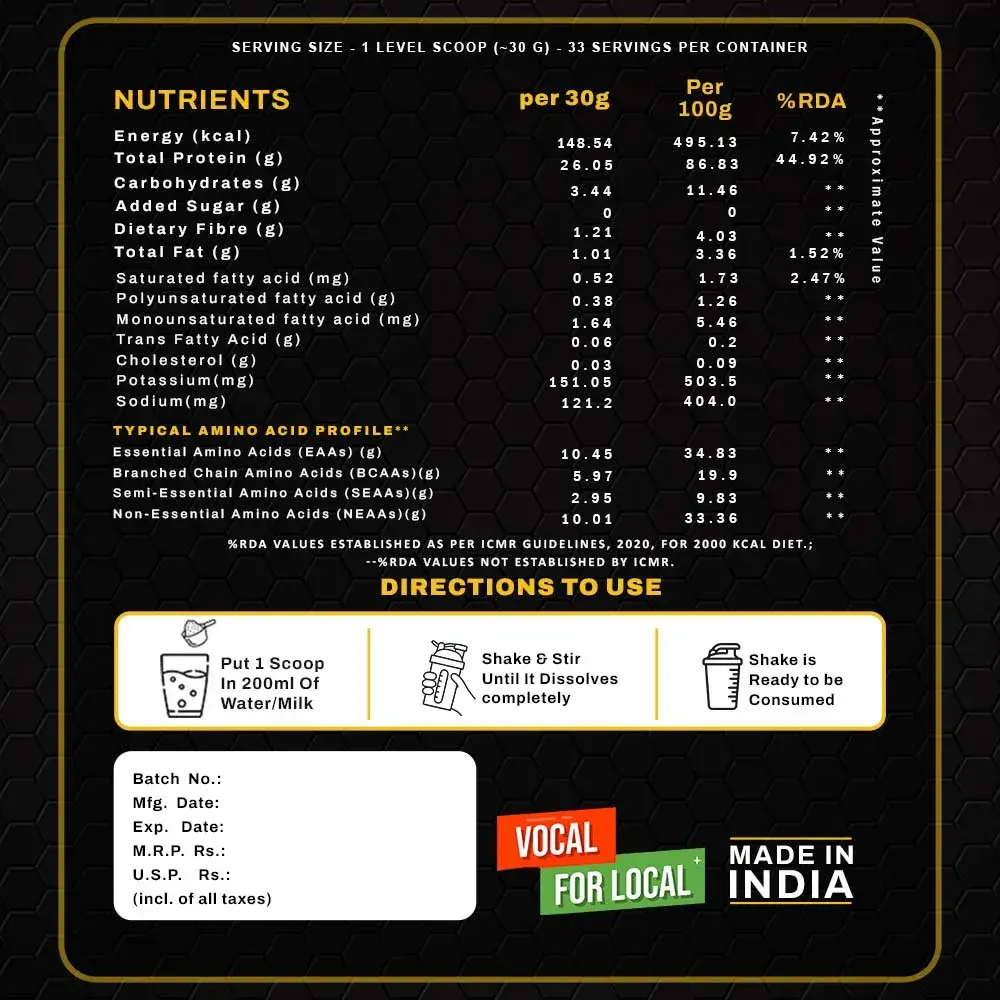 SERVING SIZE - 1 LEVEL SCOOP (~30 G) - 33 SERVINGS PER CONTAINER
NUTRIENTS per 30g Per 100g %RDA
Energy (kcal) 148.54 495.13 7.42%
Total Protein (g) 26.05 86.83 44.92%
Carbohydrates (g) 3.44 11.46 **
Added Sugar (g) 0 0 **
Dietary Fibre (g) 1.21 4.03 **
Total Fat (g) 1.01 3.36 1.52%
Saturated fatty acid (mg) 0.52 1.73 2.47%
Polyunsaturated fatty acid (g) 0.38 1.26 **
Monounsaturated fatty acid (mg) 1.64 5.46 **
Trans Fatty Acid (g) 0.06 0.2 **
Cholesterol (g) 0.03 0.09 **
Potassium(mg) 151.05 503.5 **
Sodium(mg) 121.2 404.0 **
**Approximate Value
TYPICAL AMINO ACID PROFILE**
Essential Amino Acids (EAAs) (g) 10.45 34.83 **
Branched Chain Amino Acids (BCAAs)(g) 5.97 19.9 **
Semi-Essential Amino Acids (SEAAs)(g) 2.95 9.83 **
Non-Essential Amino Acids (NEAAs)(g) 10.01 33.36 **
%RDA VALUES ESTABLISHED AS PER ICMR GUIDELINES, 2020, FOR 2000 KCAL DIET.;
--%RDA VALUES NOT ESTABLISHED BY ICMR.
DIRECTIONS TO USE
Put 1 Scoop
In 200ml Of
Water/Milk
Shake & Stir
Until It Dissolves
completely
Shake is
Ready to be
Consumed
Batch No.:
Mfg. Date:
Exp. Date:
M.R.P. Rs.:
U.S.P. Rs.:
(incl. of all taxes)
VOCAL
FOR LOCAL+
MADE IN
INDIA